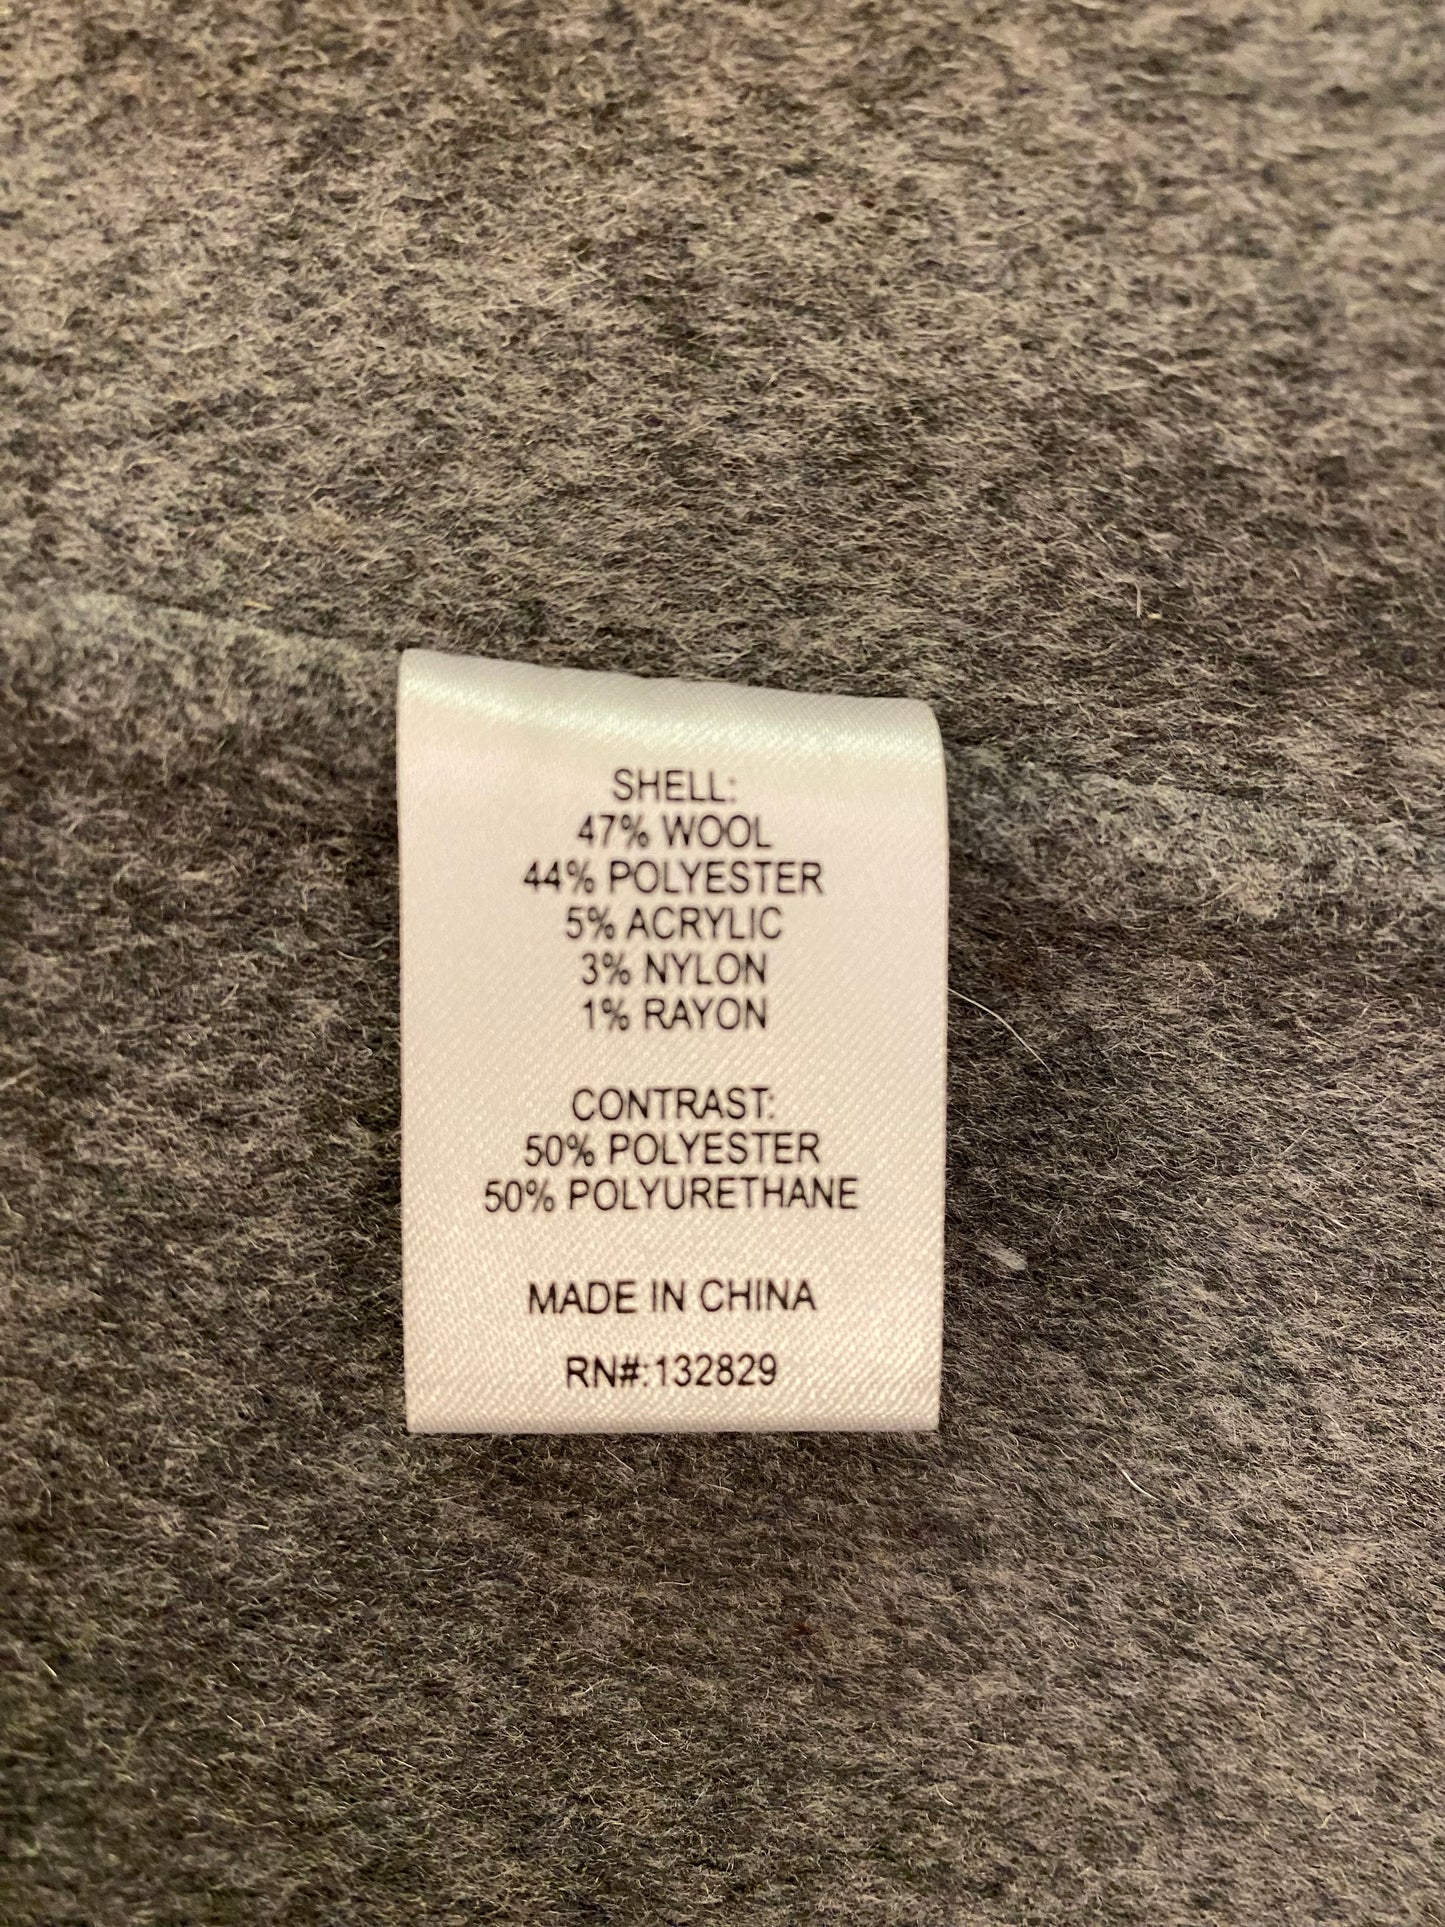 SHELL:
47% WOOL
44% POLYESTER
5% ACRYLIC
3% NYLON
1% RAYON
CONTRAST:
50% POLYESTER
50% POLYURETHANE
MADE IN CHINA
RN#:132829